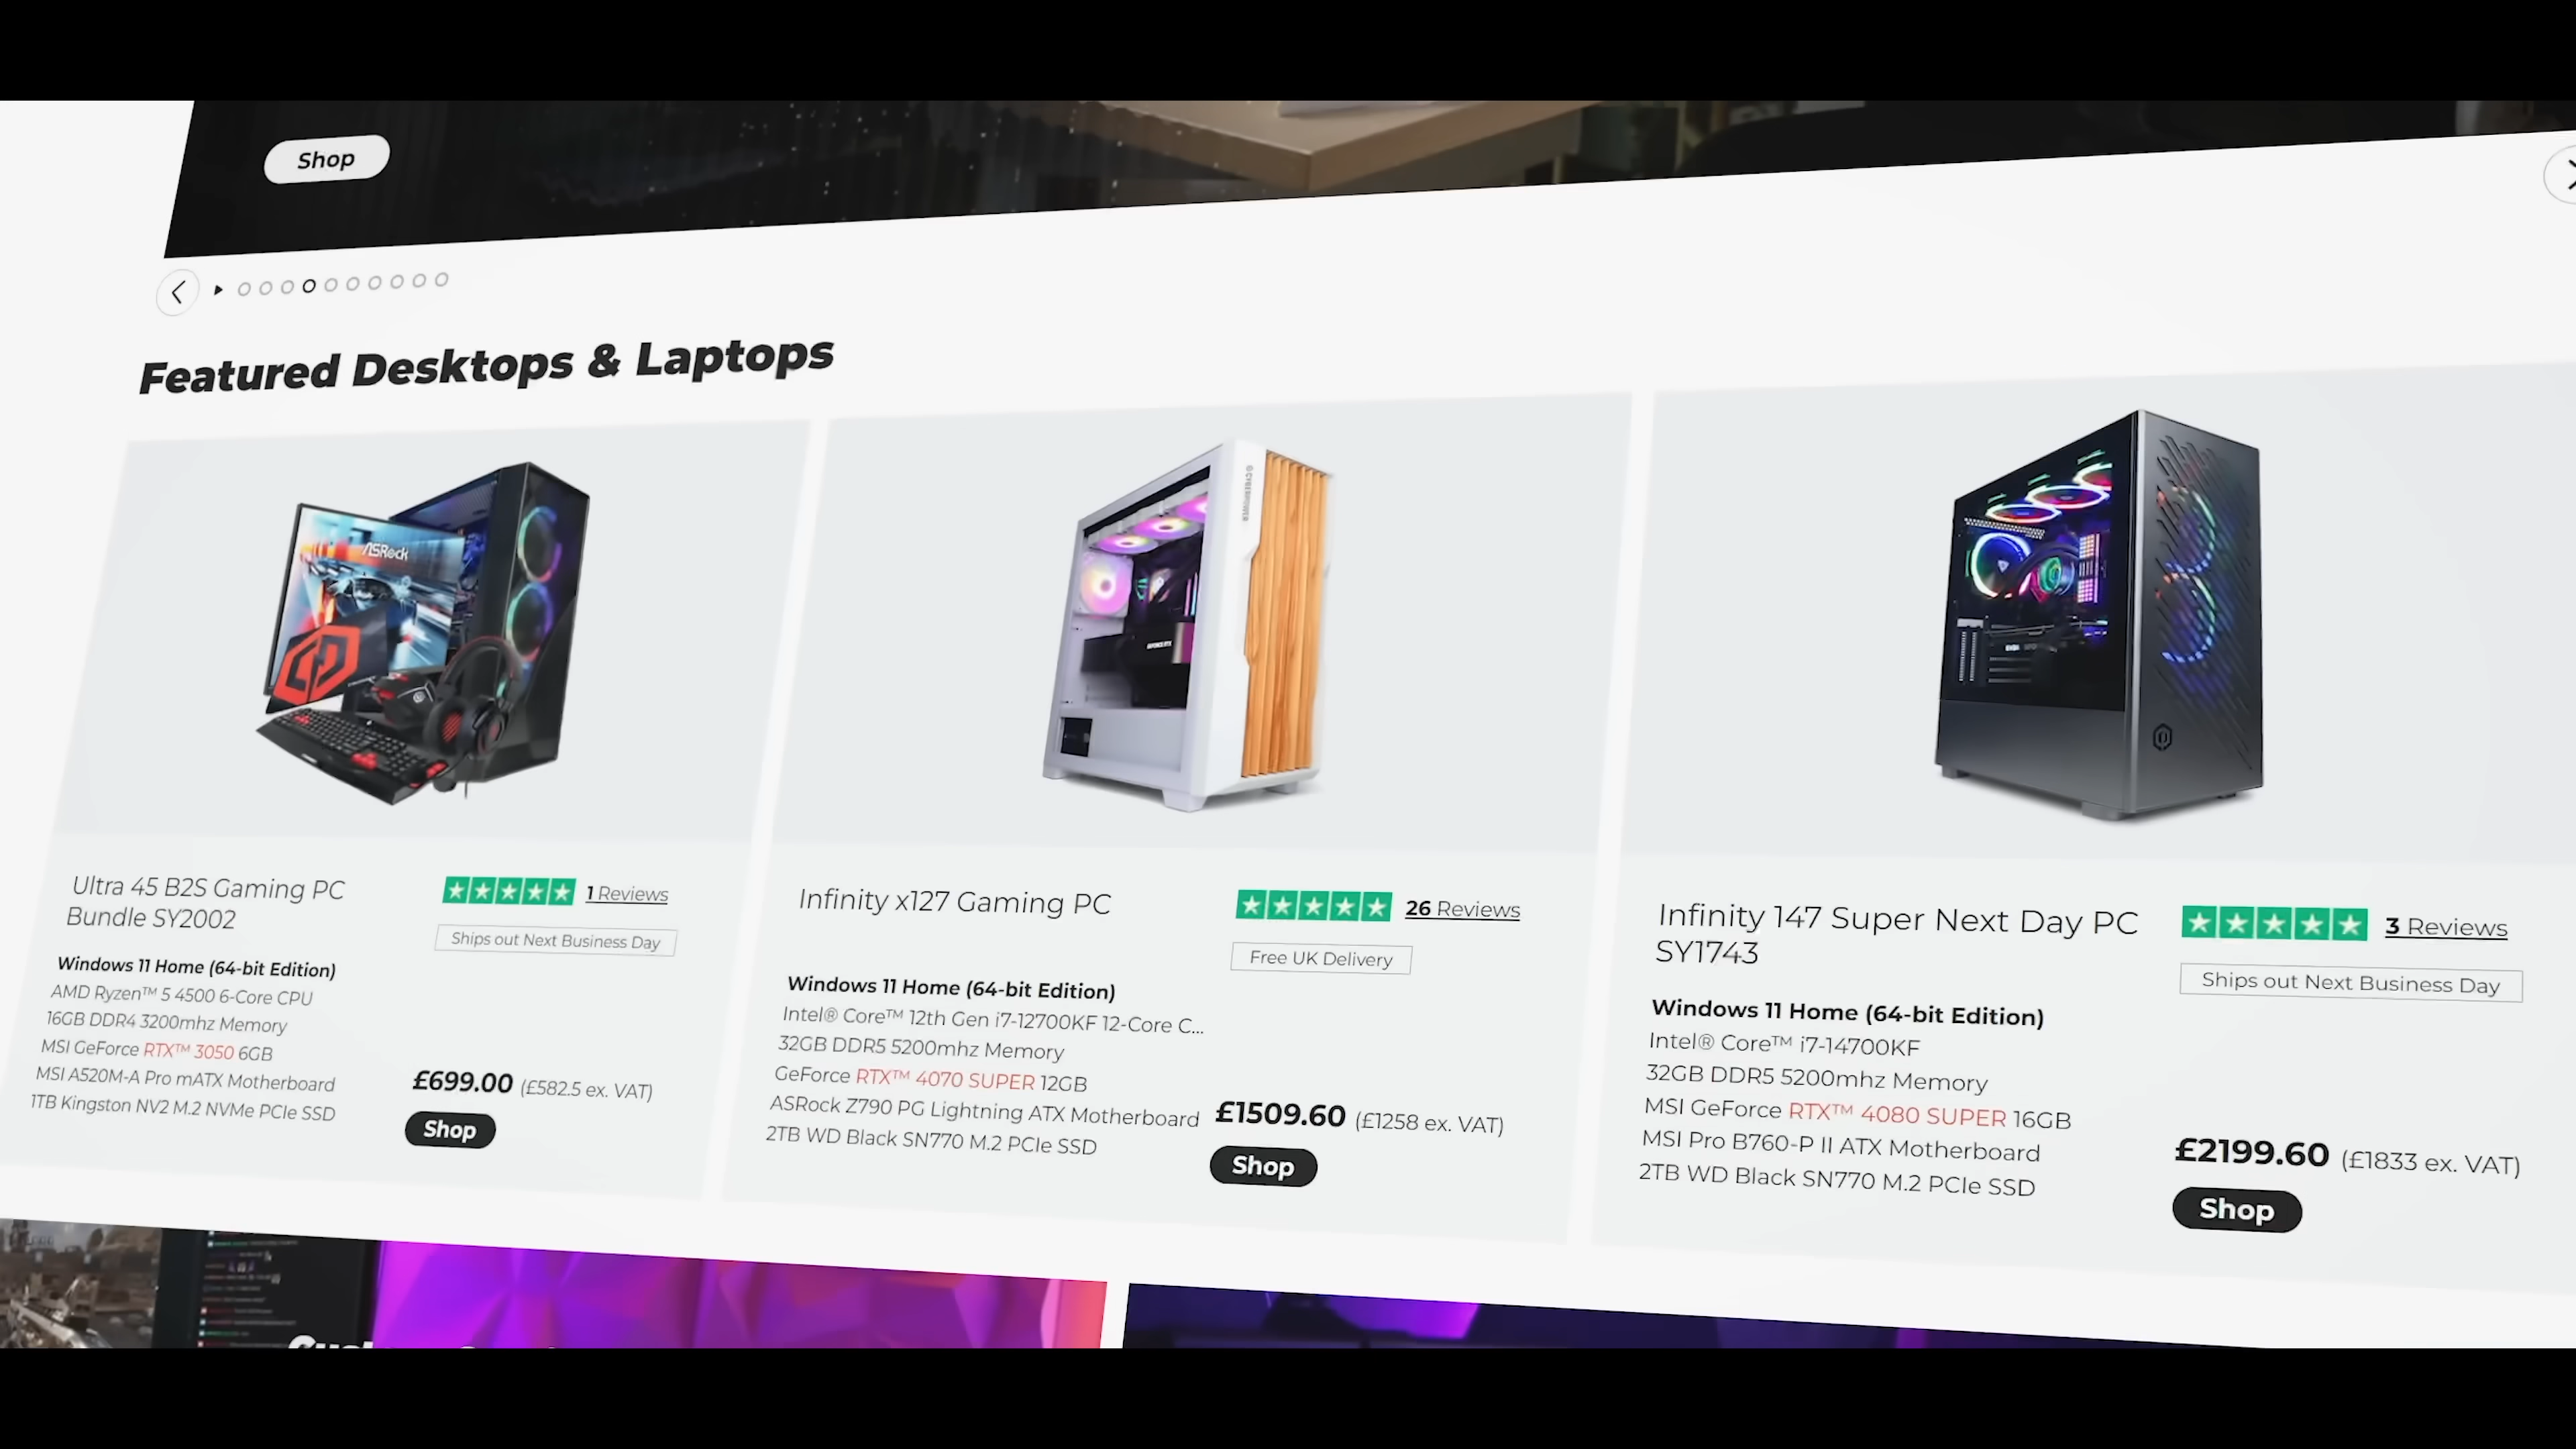 Shop
Featured Desktops & Laptops
ASRock
Ultra 45 B2S Gaming PC
Bundle SY2002
1 Reviews
Ships out Next Business Day
Windows 11 Home (64-bit Edition)
AMD Ryzen™ 5 4500 6-Core CPU
16GB DDR4 3200mhz Memory
MSI GeForce RTX™ 3050 6GB
MSI A520M-A Pro mATX Motherboard
1TB Kingston NV2 M.2 NVMe PCIe SSD
£699.00 (£582.5 ex. VAT)
Shop
CYBERPOWER
GEFORCE RTX
Infinity x127 Gaming PC
26 Reviews
Free UK Delivery
Windows 11 Home (64-bit Edition)
Intel® Core™ 12th Gen i7-12700KF 12-Core C...
32GB DDR5 5200mhz Memory
GeForce RTX™ 4070 SUPER 12GB
ASRock Z790 PG Lightning ATX Motherboard
2TB WD Black SN770 M.2 PCIe SSD
£1509.60 (£1258 ex. VAT)
Shop
Infinity 147 Super Next Day PC
SY1743
3 Reviews
Ships out Next Business Day
Windows 11 Home (64-bit Edition)
Intel® Core™ i7-14700KF
32GB DDR5 5200mhz Memory
MSI GeForce RTX™ 4080 SUPER 16GB
MSI Pro B760-P II ATX Motherboard
2TB WD Black SN770 M.2 PCIe SSD
£2199.60 (£1833 ex. VAT)
Shop